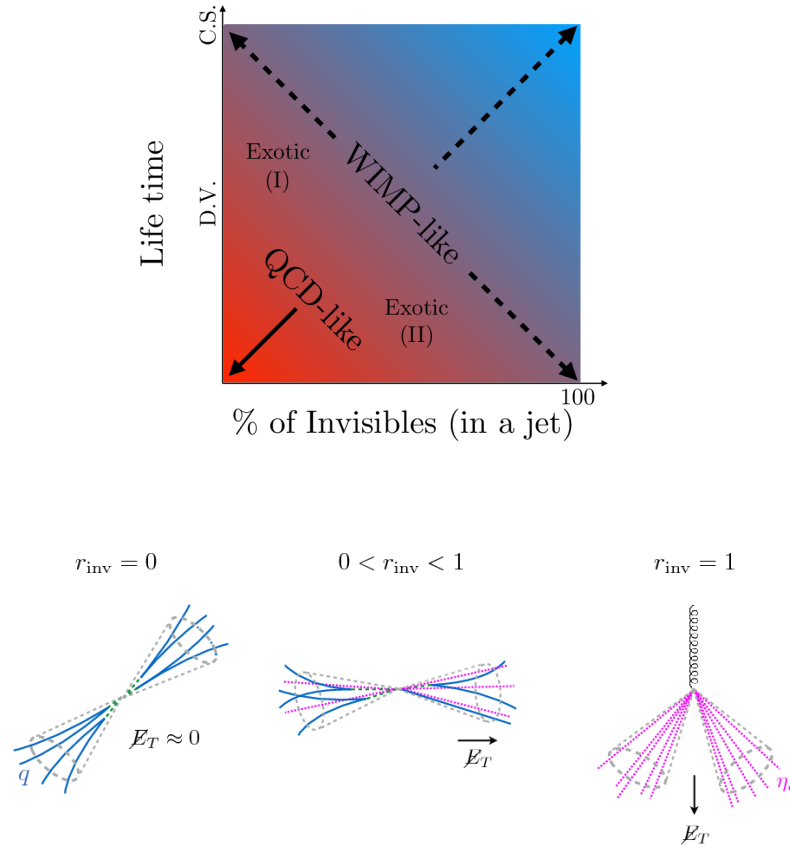 C.S.
D.V.
Life time
Exotic
(I)
WIMP-like
QCD-like
Exotic
(II)
100
% of Invisibles (in a jet)
r_inv = 0
0 < r_inv < 1
r_inv = 1
E̸_T ≈ 0
q
E̸_T
η
E̸_T